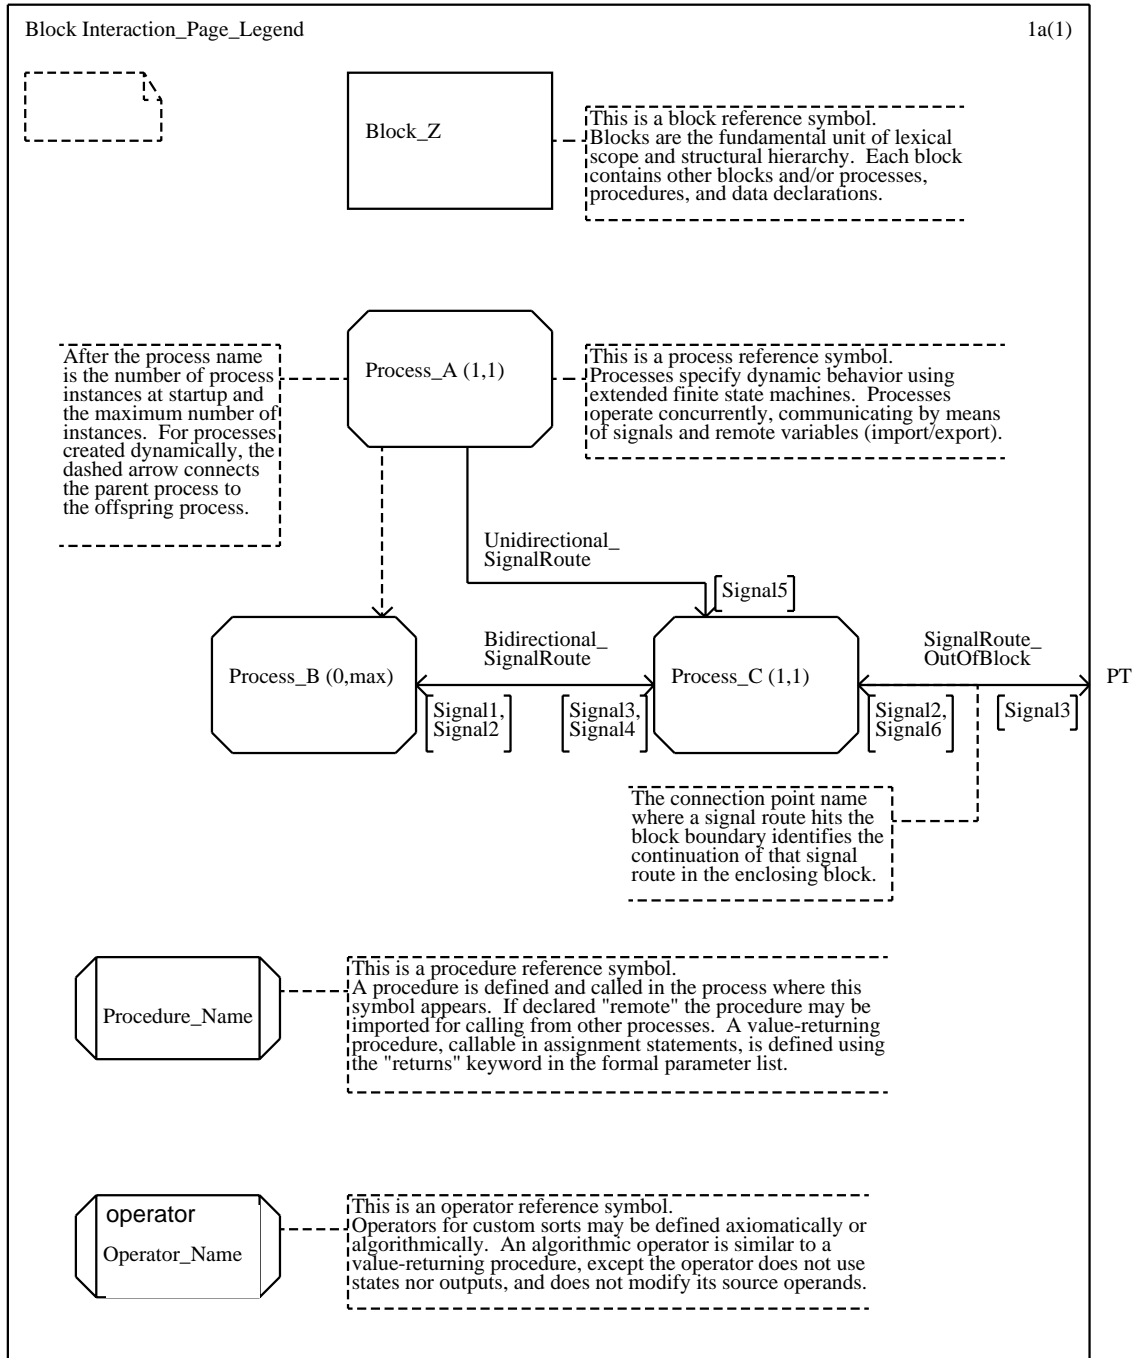 Block Interaction_Page_Legend
1a(1)
Block_Z
This is a block reference symbol.
Blocks are the fundamental unit of lexical
scope and structural hierarchy.  Each block
contains other blocks and/or processes,
procedures, and data declarations.
After the process name
is the number of process
instances at startup and
the maximum number of
instances.  For processes
created dynamically, the
dashed arrow connects
the parent process to
the offspring process.
Process_A (1,1)
This is a process reference symbol.
Processes specify dynamic behavior using
extended finite state machines.  Processes
operate concurrently, communicating by means
of signals and remote variables (import/export).
Unidirectional_
SignalRoute
[Signal5]
Process_B (0,max)
Bidirectional_
SignalRoute
Process_C (1,1)
SignalRoute_
OutOfBlock
PT
[Signal1,
Signal2]
[Signal3,
Signal4]
[Signal2,
Signal6]
[Signal3]
The connection point name
where a signal route hits the
block boundary identifies the
continuation of that signal
route in the enclosing block.
Procedure_Name
This is a procedure reference symbol.
A procedure is defined and called in the process where this
symbol appears.  If declared "remote" the procedure may be
imported for calling from other processes.  A value-returning
procedure, callable in assignment statements, is defined using
the "returns" keyword in the formal parameter list.
operator
Operator_Name
This is an operator reference symbol.
Operators for custom sorts may be defined axiomatically or
algorithmically.  An algorithmic operator is similar to a
value-returning procedure, except the operator does not use
states nor outputs, and does not modify its source operands.